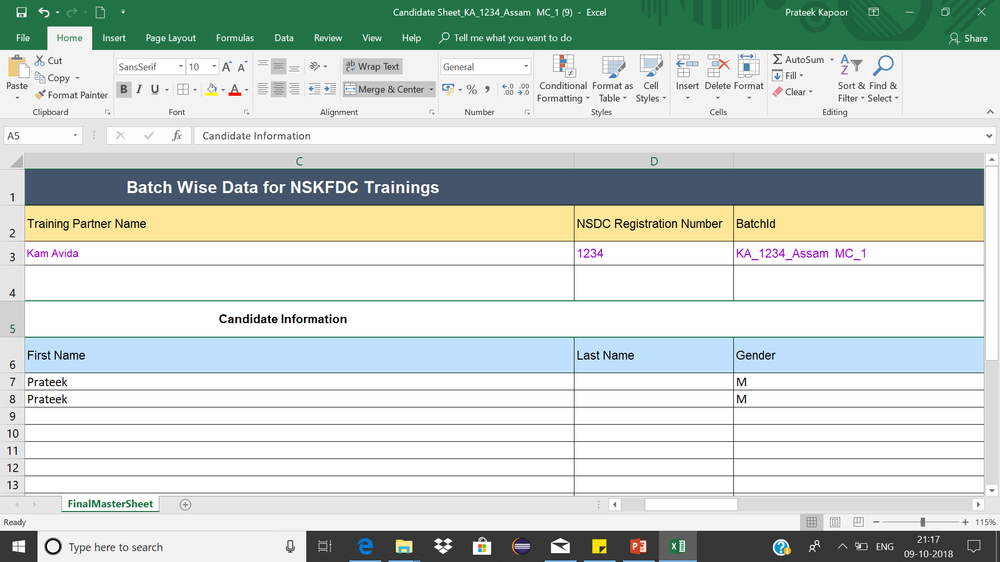 Candidate Sheet_KA_1234_Assam  MC_1 (9)  -  Excel
Prateek Kapoor
File Home Insert Page Layout Formulas Data Review View Help Tell me what you want to do Share
Paste
Cut
Copy
Format Painter
Clipboard
SansSerif 10 A A
B I U A
Font
Wrap Text
Merge & Center
Alignment
General
% , .0 .00 .00 .0
Number
Conditional Formatting
Format as Table
Cell Styles
Styles
Insert
Delete
Format
Cells
AutoSum
Fill
Clear
Sort & Filter
Find & Select
Editing
A5 fx Candidate Information
C D
1 Batch Wise Data for NSKFDC Trainings
2 Training Partner Name NSDC Registration Number BatchId
3 Kam Avida 1234 KA_1234_Assam  MC_1
4
5 Candidate Information
6 First Name Last Name Gender
7 Prateek M
8 Prateek M
9
10
11
12
13
FinalMasterSheet
Ready 115%
Type here to search
ENG
21:17
09-10-2018